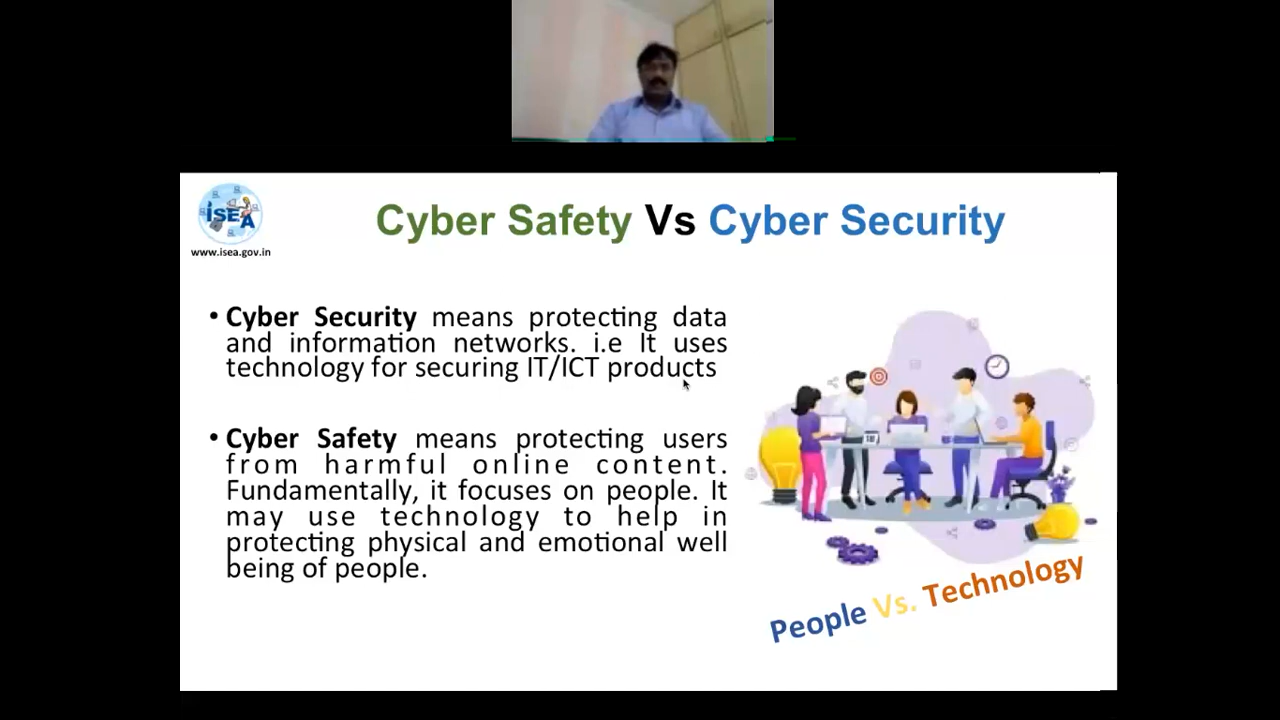 iSEA
www.isea.gov.in
Cyber Safety Vs Cyber Security
• Cyber Security means protecting data
and information networks. i.e It uses
technology for securing IT/ICT products
• Cyber Safety means protecting users
from harmful online content.
Fundamentally, it focuses on people. It
may use technology to help in
protecting physical and emotional well
being of people.
People Vs. Technology